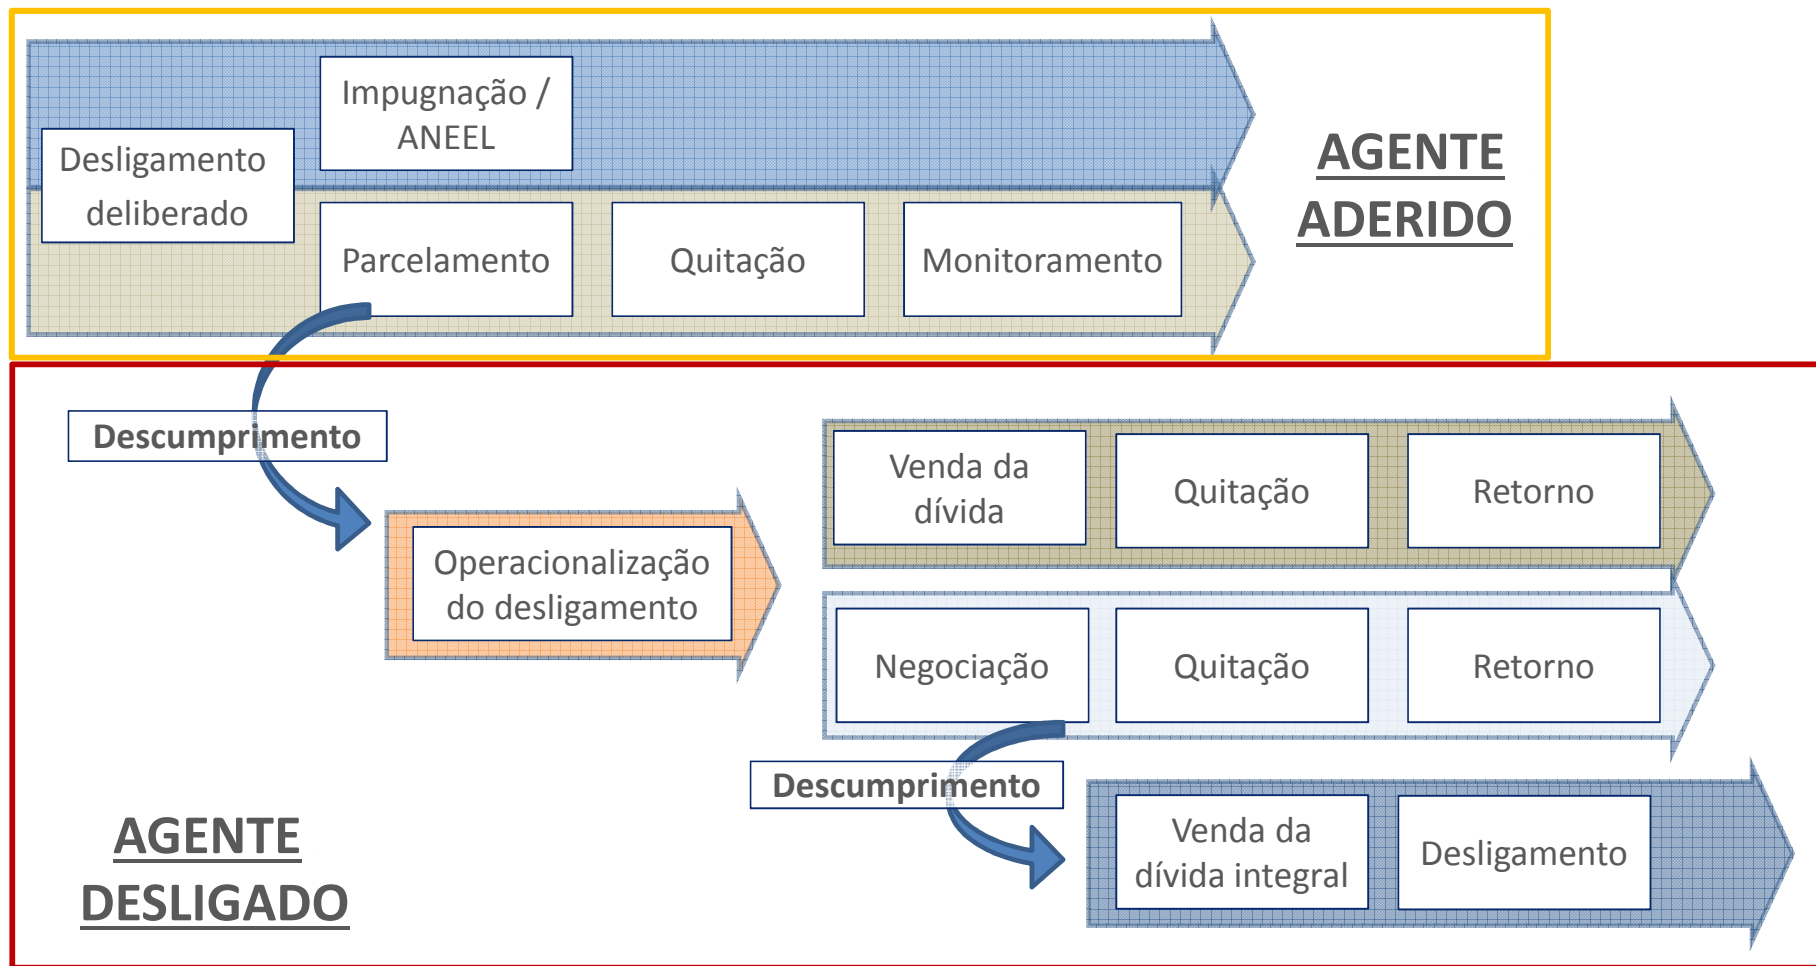 Impugnação /
ANEEL
Desligamento
deliberado
Parcelamento
Quitação
Monitoramento
AGENTE
ADERIDO
Descumprimento
Operacionalização
do desligamento
Venda da
dívida
Quitação
Retorno
Negociação
Quitação
Retorno
Descumprimento
Venda da
dívida integral
Desligamento
AGENTE
DESLIGADO